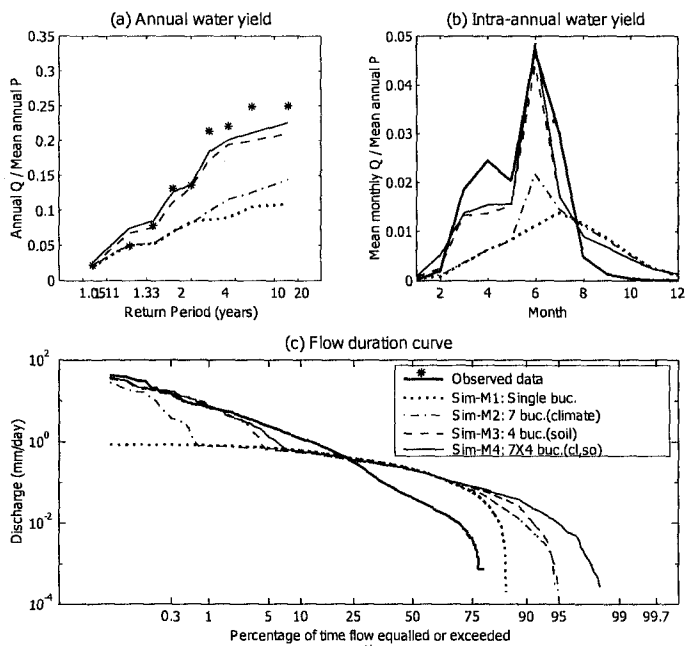 (a) Annual water yield
(b) Intra-annual water yield
0.35
0.3
0.25
0.2
0.15
0.1
0.05
0
Annual Q / Mean annual P
1.33 2 4 10 20
Return Period (years)
0.05
0.04
0.03
0.02
0.01
0
Mean monthly Q / Mean annual P
2 4 6 8 10 12
Month
(c) Flow duration curve
10^2
10^0
10^-2
10^-4
Discharge (mm/day)
Observed data
Sim-M1: Single buc.
Sim-M2: 7 buc.(climate)
Sim-M3: 4 buc.(soil)
Sim-M4: 7X4 buc.(cl,so)
0.3 1 5 10 25 50 75 90 95 99 99.7
Percentage of time flow equalled or exceeded